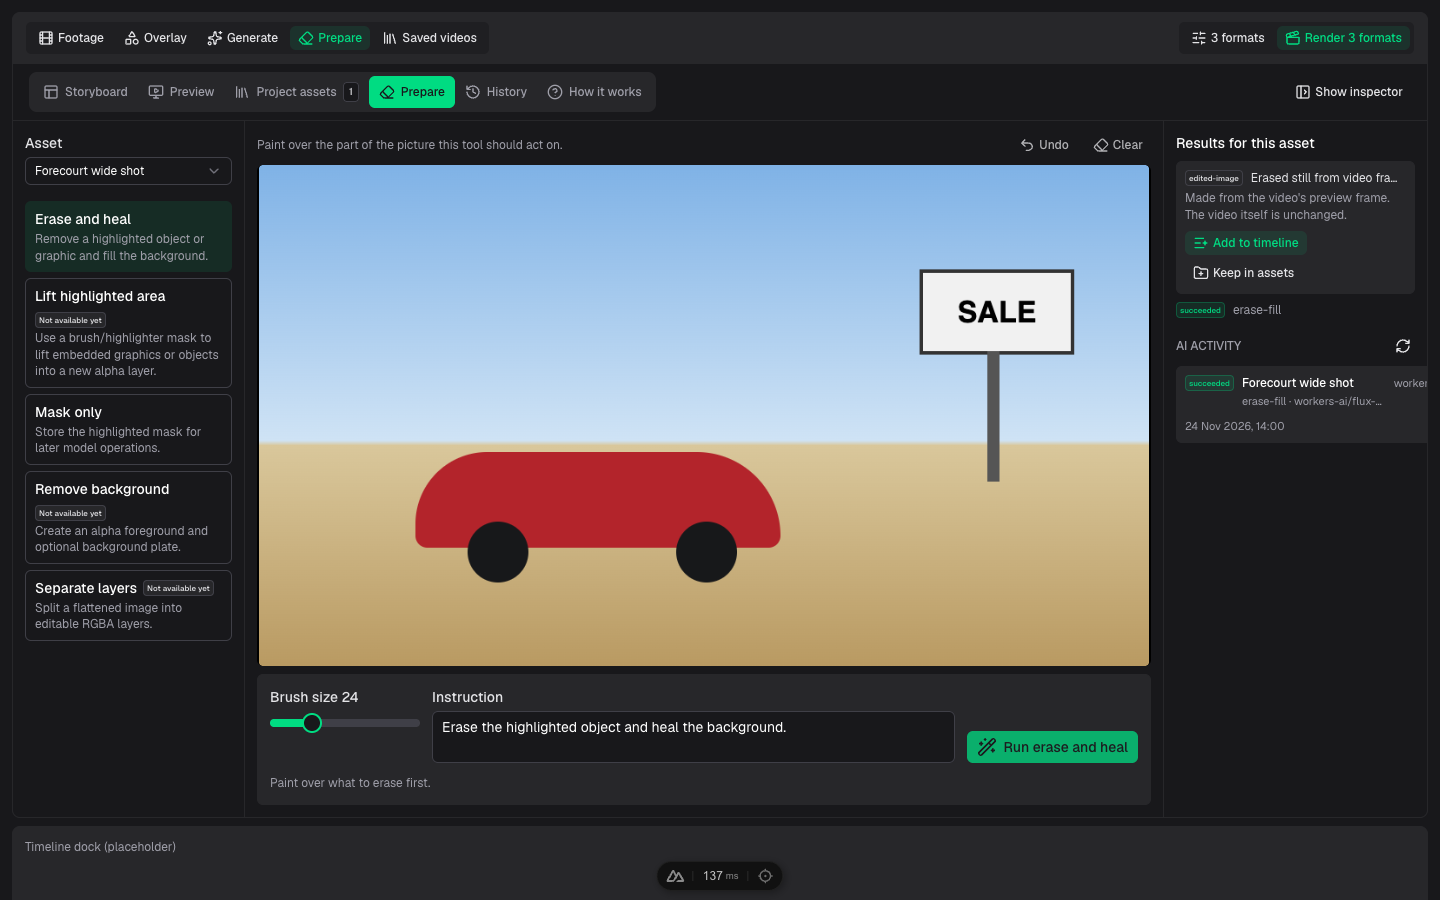 Footage
Overlay
Generate
Prepare
Saved videos
3 formats
Render 3 formats
Storyboard
Preview
Project assets 1
Prepare
History
How it works
Show inspector
Asset
Forecourt wide shot
Erase and heal
Remove a highlighted object or
graphic and fill the background.
Lift highlighted area
Not available yet
Use a brush/highlighter mask to
lift embedded graphics or objects
into a new alpha layer.
Mask only
Store the highlighted mask for
later model operations.
Remove background
Not available yet
Create an alpha foreground and
optional background plate.
Separate layers Not available yet
Split a flattened image into
editable RGBA layers.
Paint over the part of the picture this tool should act on.
Undo
Clear
SALE
Brush size 24
Instruction
Erase the highlighted object and heal the background.
Run erase and heal
Paint over what to erase first.
Results for this asset
edited-image Erased still from video fra...
Made from the video's preview frame.
The video itself is unchanged.
Add to timeline
Keep in assets
succeeded erase-fill
AI ACTIVITY
succeeded Forecourt wide shot worker
erase-fill · workers-ai/flux-...
24 Nov 2026, 14:00
Timeline dock (placeholder)
137 ms